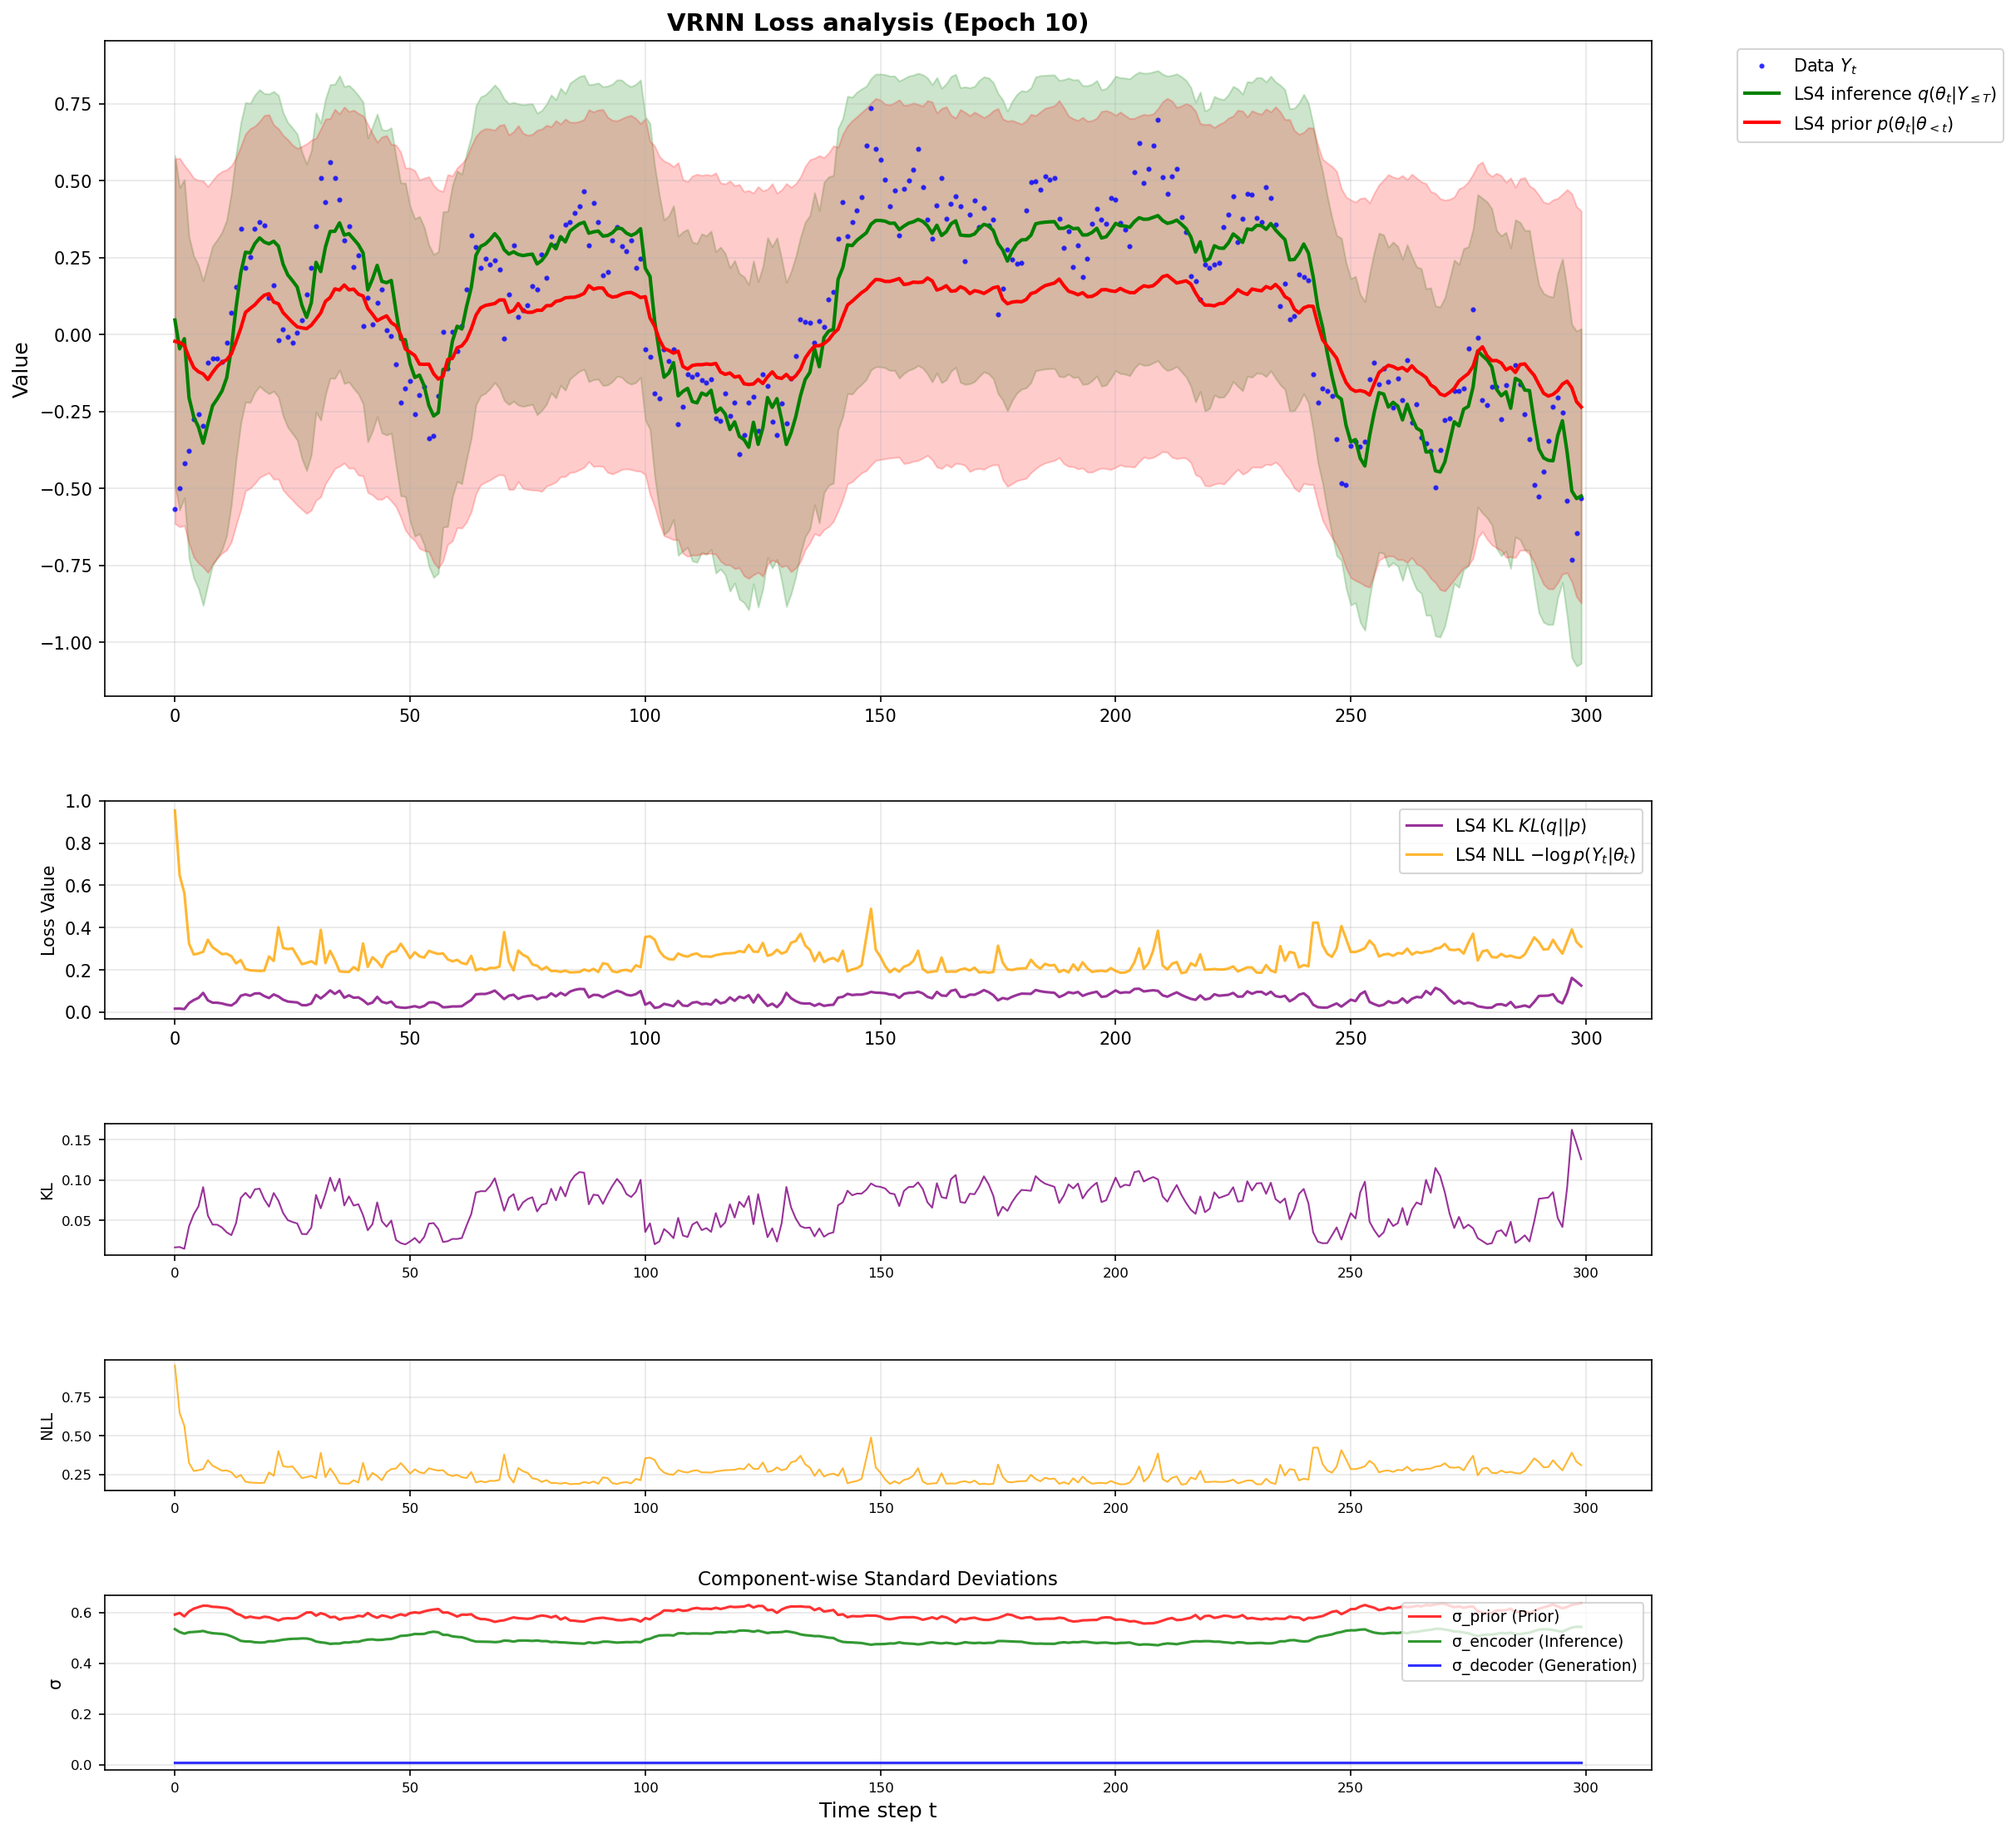 VRNN Loss analysis (Epoch 10)
Data Y_t
LS4 inference q(θ_t|Y_≤T)
LS4 prior p(θ_t|θ_<t)
Value
0.75
0.50
0.25
0.00
−0.25
−0.50
−0.75
−1.00
0 50 100 150 200 250 300
Loss Value
1.0
0.8
0.6
0.4
0.2
0.0
LS4 KL KL(q||p)
LS4 NLL −log p(Y_t|θ_t)
0 50 100 150 200 250 300
KL
0.15
0.10
0.05
0 50 100 150 200 250 300
NLL
0.75
0.50
0.25
0 50 100 150 200 250 300
Component-wise Standard Deviations
σ
0.6
0.4
0.2
0.0
σ_prior (Prior)
σ_encoder (Inference)
σ_decoder (Generation)
0 50 100 150 200 250 300
Time step t